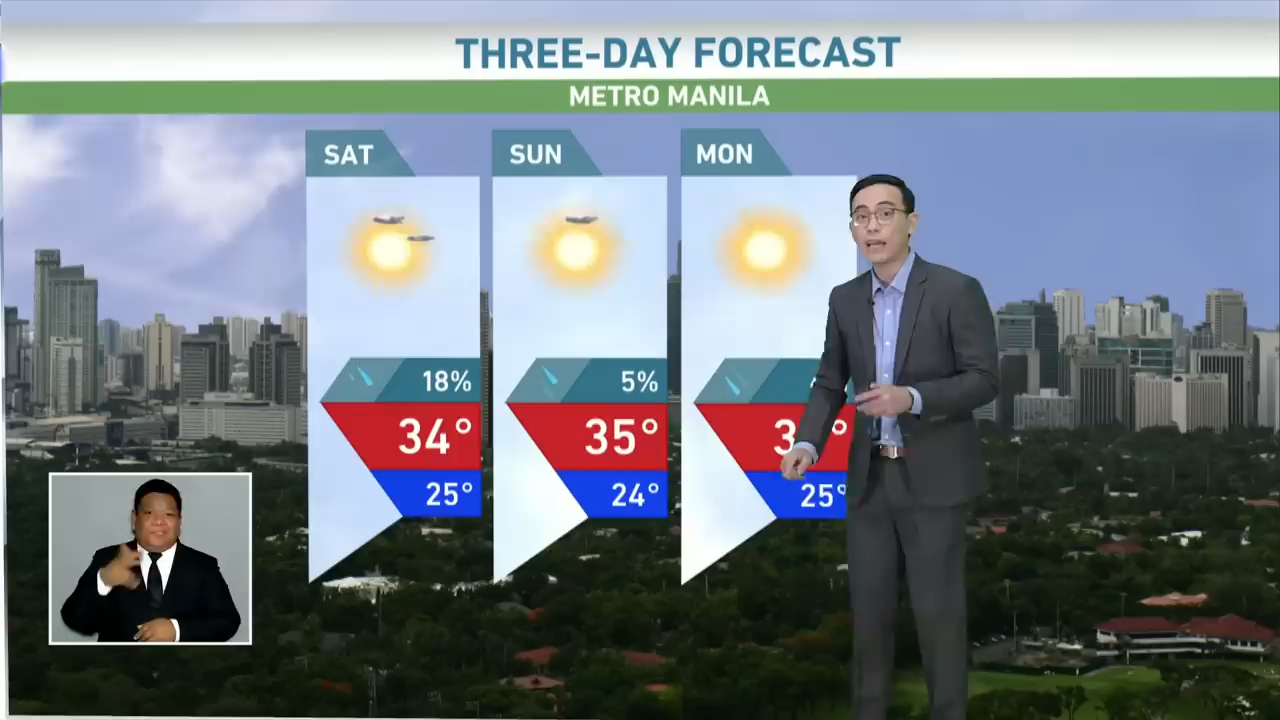 THREE-DAY FORECAST
METRO MANILA
SAT
18%
34°
25°
SUN
5%
35°
24°
MON
25°